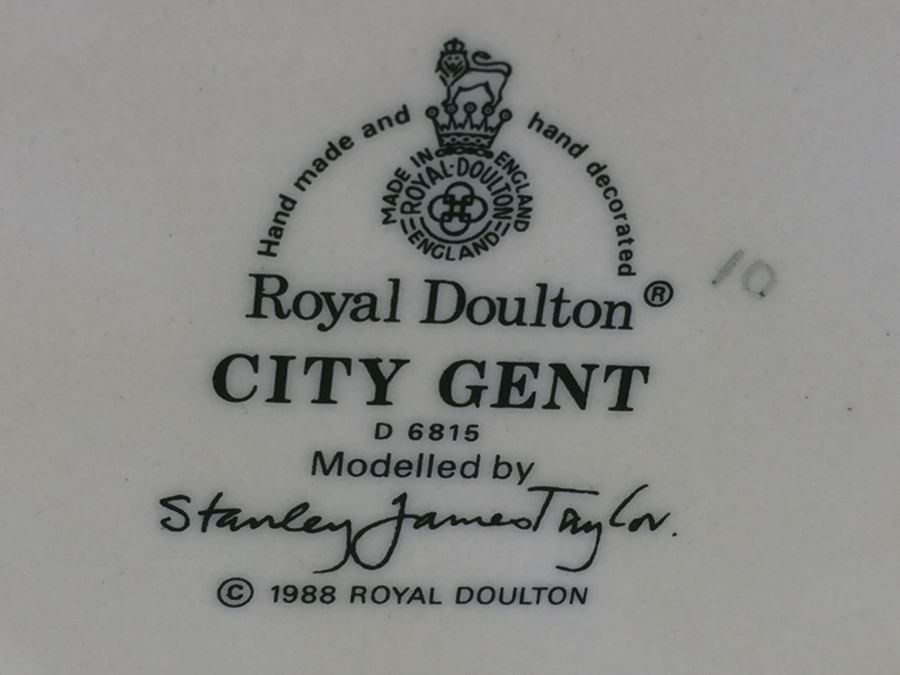 Hand made and hand decorated
MADE IN ENGLAND
ROYAL·DOULTON
ENGLAND
Royal Doulton®
CITY GENT
D 6815
Modelled by
Stanley James Taylor.
© 1988 ROYAL DOULTON
10